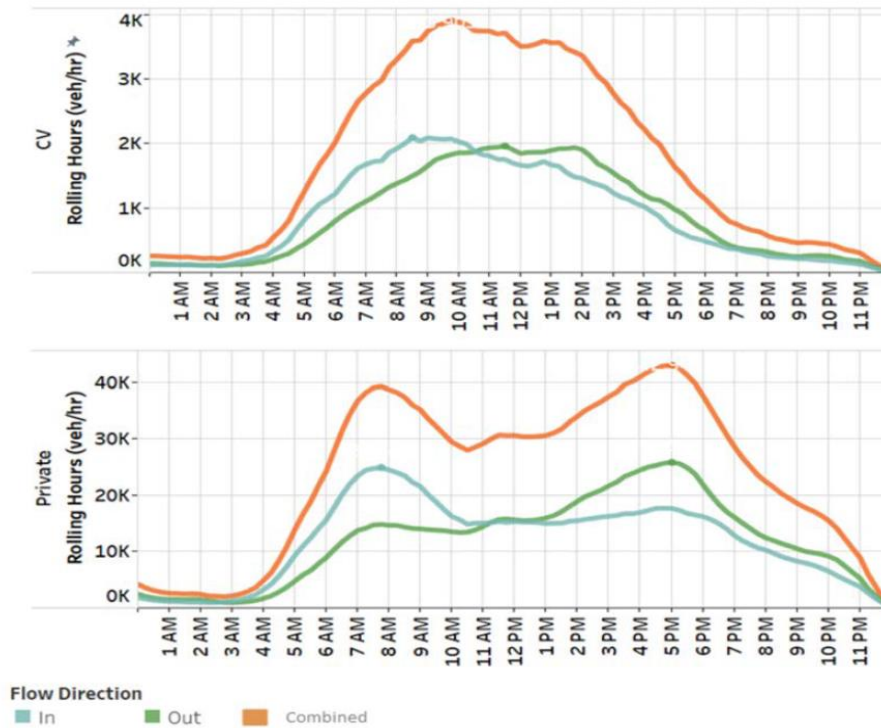 CV
Rolling Hours (veh/hr)
4K
3K
2K
1K
0K
1 AM
2 AM
3 AM
4 AM
5 AM
6 AM
7 AM
8 AM
9 AM
10 AM
11 AM
12 PM
1 PM
2 PM
3 PM
4 PM
5 PM
6 PM
7 PM
8 PM
9 PM
10 PM
11 PM
Private
Rolling Hours (veh/hr)
40K
30K
20K
10K
0K
1 AM
2 AM
3 AM
4 AM
5 AM
6 AM
7 AM
8 AM
9 AM
10 AM
11 AM
12 PM
1 PM
2 PM
3 PM
4 PM
5 PM
6 PM
7 PM
8 PM
9 PM
10 PM
11 PM
Flow Direction
In Out Combined